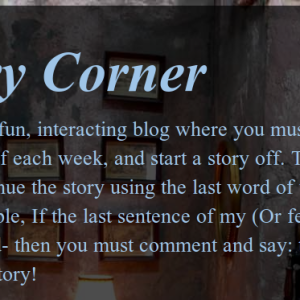 y Corner
fun, interacting blog where you mus
f each week, and start a story off. T
nue the story using the last word of
ple, If the last sentence of my (Or fe
- then you must comment and say:
tory!